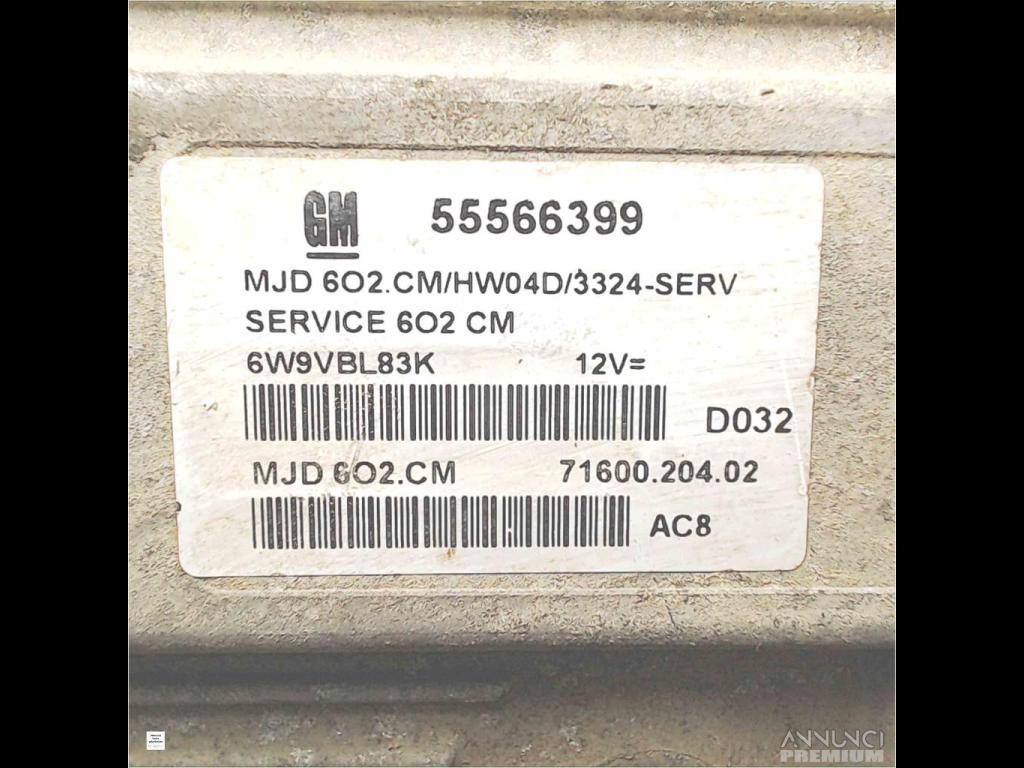 GM 55566399
MJD 6O2.CM/HW04D/3324-SERV
SERVICE 6O2 CM
6W9VBL83K 12V=
D032
MJD 6O2.CM 71600.204.02
AC8
ANNUNCI
PREMIUM